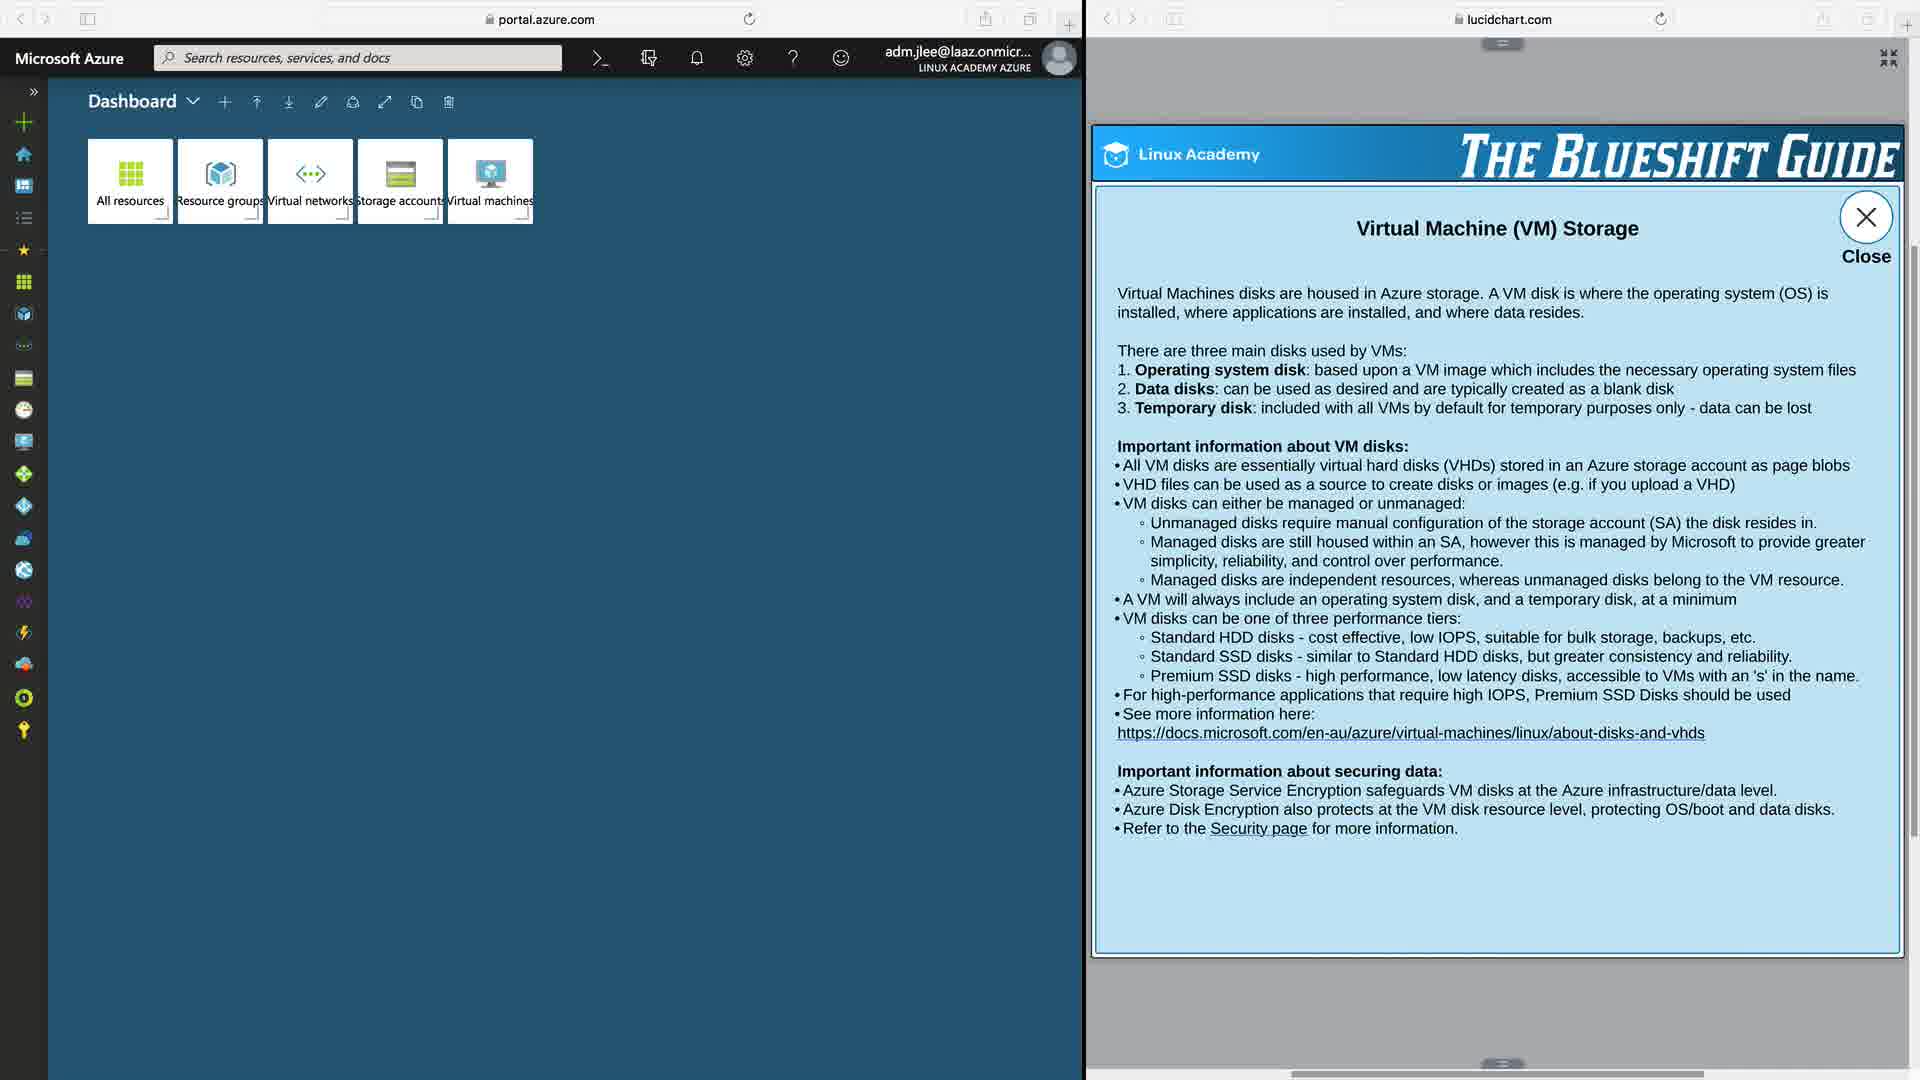 portal.azure.com
Microsoft Azure
Search resources, services, and docs
adm.jlee@laaz.onmicr...
LINUX ACADEMY AZURE
Dashboard
All resources
Resource groups
Virtual networks
Storage accounts
Virtual machines
lucidchart.com
Linux Academy
THE BLUESHIFT GUIDE
Virtual Machine (VM) Storage
Close
Virtual Machines disks are housed in Azure storage. A VM disk is where the operating system (OS) is
installed, where applications are installed, and where data resides.
There are three main disks used by VMs:
1. Operating system disk: based upon a VM image which includes the necessary operating system files
2. Data disks: can be used as desired and are typically created as a blank disk
3. Temporary disk: included with all VMs by default for temporary purposes only - data can be lost
Important information about VM disks:
• All VM disks are essentially virtual hard disks (VHDs) stored in an Azure storage account as page blobs
• VHD files can be used as a source to create disks or images (e.g. if you upload a VHD)
• VM disks can either be managed or unmanaged:
◦ Unmanaged disks require manual configuration of the storage account (SA) the disk resides in.
◦ Managed disks are still housed within an SA, however this is managed by Microsoft to provide greater
simplicity, reliability, and control over performance.
◦ Managed disks are independent resources, whereas unmanaged disks belong to the VM resource.
• A VM will always include an operating system disk, and a temporary disk, at a minimum
• VM disks can be one of three performance tiers:
◦ Standard HDD disks - cost effective, low IOPS, suitable for bulk storage, backups, etc.
◦ Standard SSD disks - similar to Standard HDD disks, but greater consistency and reliability.
◦ Premium SSD disks - high performance, low latency disks, accessible to VMs with an 's' in the name.
• For high-performance applications that require high IOPS, Premium SSD Disks should be used
• See more information here:
https://docs.microsoft.com/en-au/azure/virtual-machines/linux/about-disks-and-vhds
Important information about securing data:
• Azure Storage Service Encryption safeguards VM disks at the Azure infrastructure/data level.
• Azure Disk Encryption also protects at the VM disk resource level, protecting OS/boot and data disks.
• Refer to the Security page for more information.